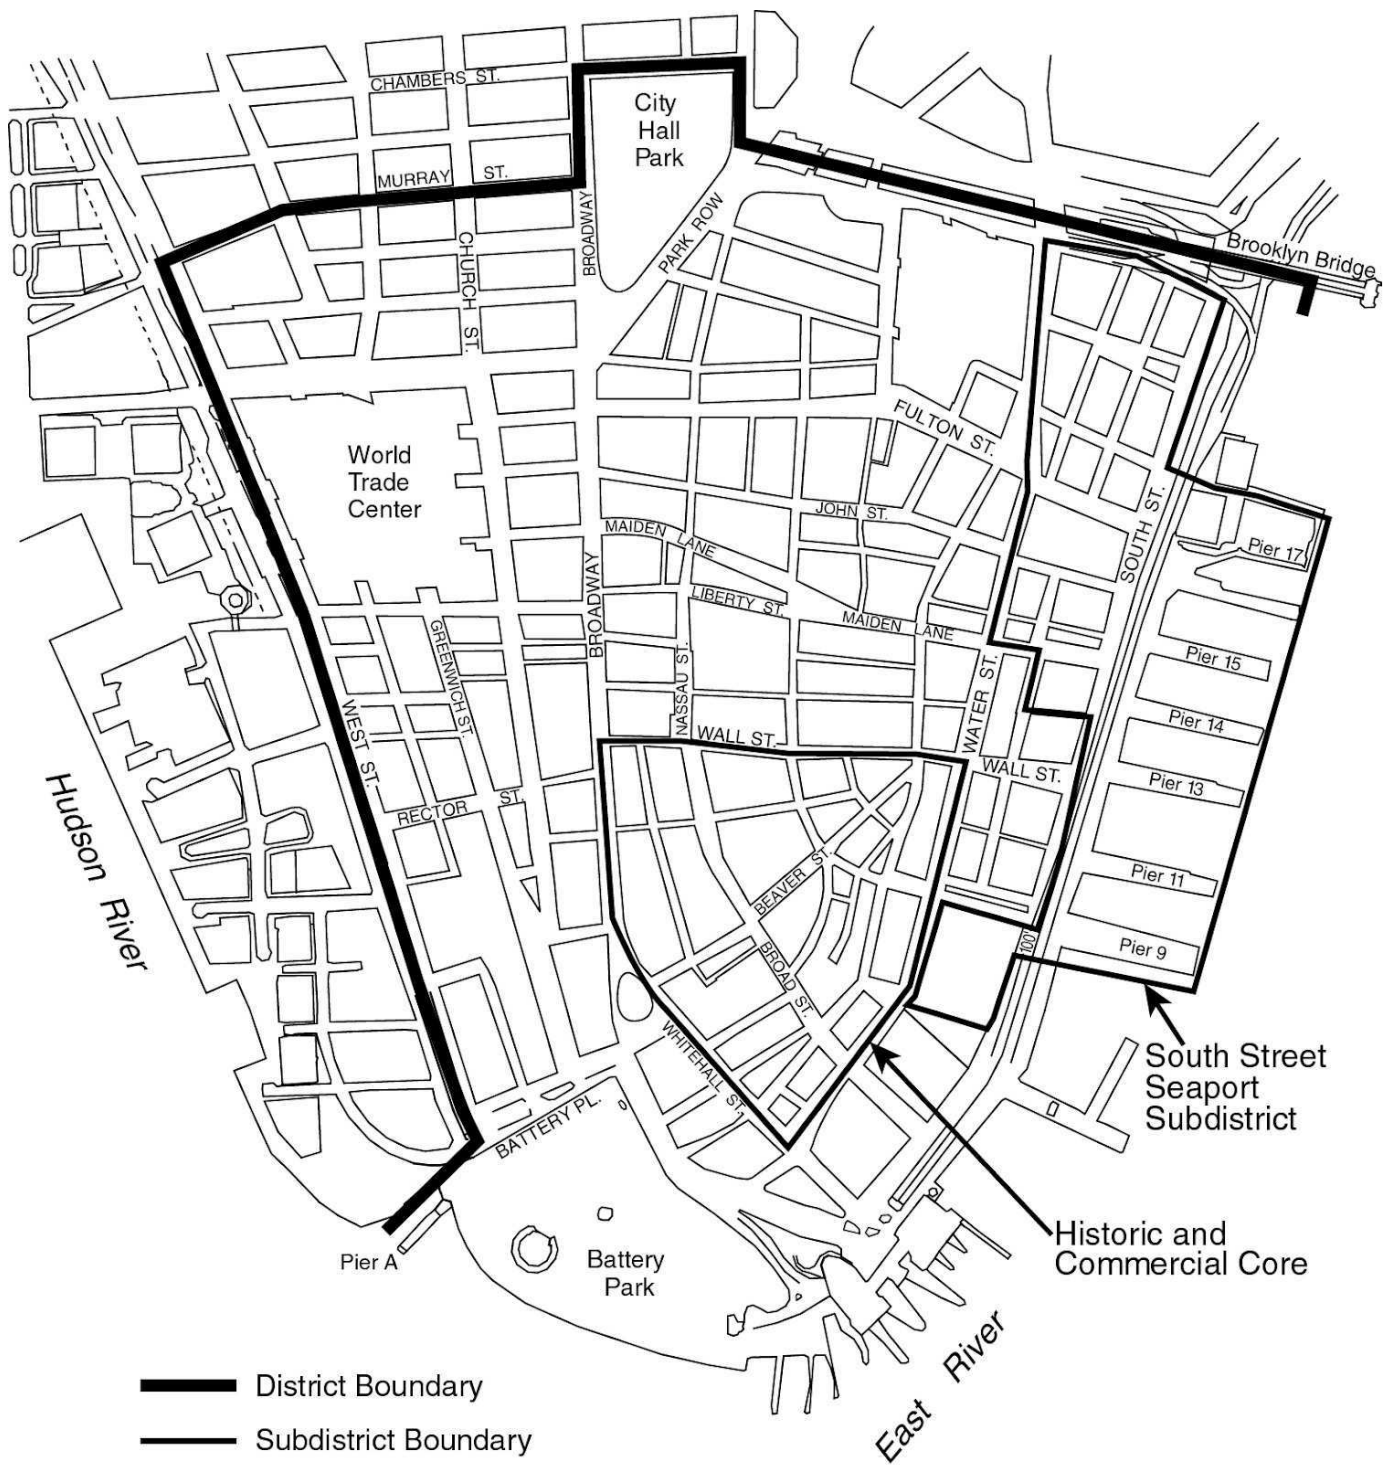 CHAMBERS ST.
City
Hall
Park
MURRAY ST.
BROADWAY
PARK ROW
CHURCH ST.
Brooklyn Bridge
World
Trade
Center
FULTON ST.
JOHN ST.
MAIDEN LANE
SOUTH ST.
Pier 17
BROADWAY
LIBERTY ST.
MAIDEN LANE
GREENWICH ST.
NASSAU ST.
WATER ST.
Pier 15
Pier 14
WEST ST.
WALL ST.
WALL ST.
Pier 13
RECTOR ST.
Hudson River
BEAVER ST.
Pier 11
BROAD ST.
100'
Pier 9
WHITEHALL ST.
South Street
Seaport
Subdistrict
BATTERY PL.
Pier A
Battery
Park
Historic and
Commercial Core
East River
District Boundary
Subdistrict Boundary